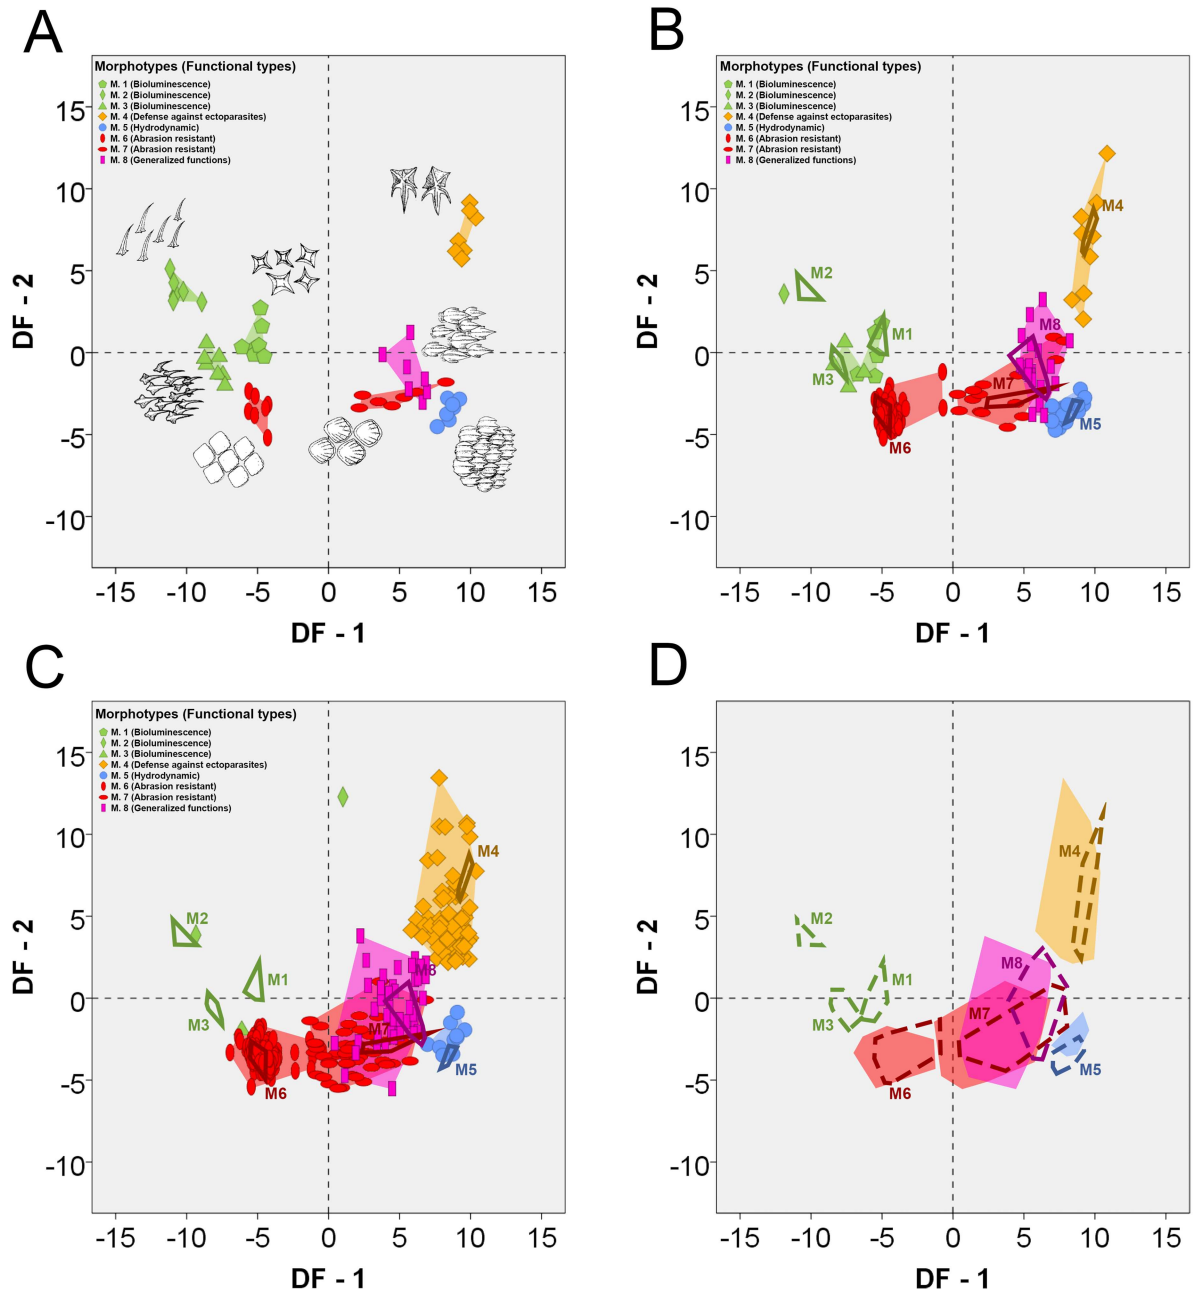 A
Morphotypes (Functional types)
M. 1 (Bioluminescence)
M. 2 (Bioluminescence)
M. 3 (Bioluminescence)
M. 4 (Defense against ectoparasites)
M. 5 (Hydrodynamic)
M. 6 (Abrasion resistant)
M. 7 (Abrasion resistant)
M. 8 (Generalized functions)
15
10
5
0
-5
-10
DF - 2
-15 -10 -5 0 5 10 15
DF - 1
B
Morphotypes (Functional types)
M. 1 (Bioluminescence)
M. 2 (Bioluminescence)
M. 3 (Bioluminescence)
M. 4 (Defense against ectoparasites)
M. 5 (Hydrodynamic)
M. 6 (Abrasion resistant)
M. 7 (Abrasion resistant)
M. 8 (Generalized functions)
15
10
5
0
-5
-10
DF - 2
M4
M2
M8
M1
M3
M7
M5
M6
-15 -10 -5 0 5 10 15
DF - 1
C
Morphotypes (Functional types)
M. 1 (Bioluminescence)
M. 2 (Bioluminescence)
M. 3 (Bioluminescence)
M. 4 (Defense against ectoparasites)
M. 5 (Hydrodynamic)
M. 6 (Abrasion resistant)
M. 7 (Abrasion resistant)
M. 8 (Generalized functions)
15
10
5
0
-5
-10
DF - 2
M4
M2
M8
M1
M3
M7
M5
M6
-15 -10 -5 0 5 10 15
DF - 1
D
15
10
5
0
-5
-10
DF - 2
M4
M2
M8
M1
M7
M3
M5
M6
-15 -10 -5 0 5 10 15
DF - 1